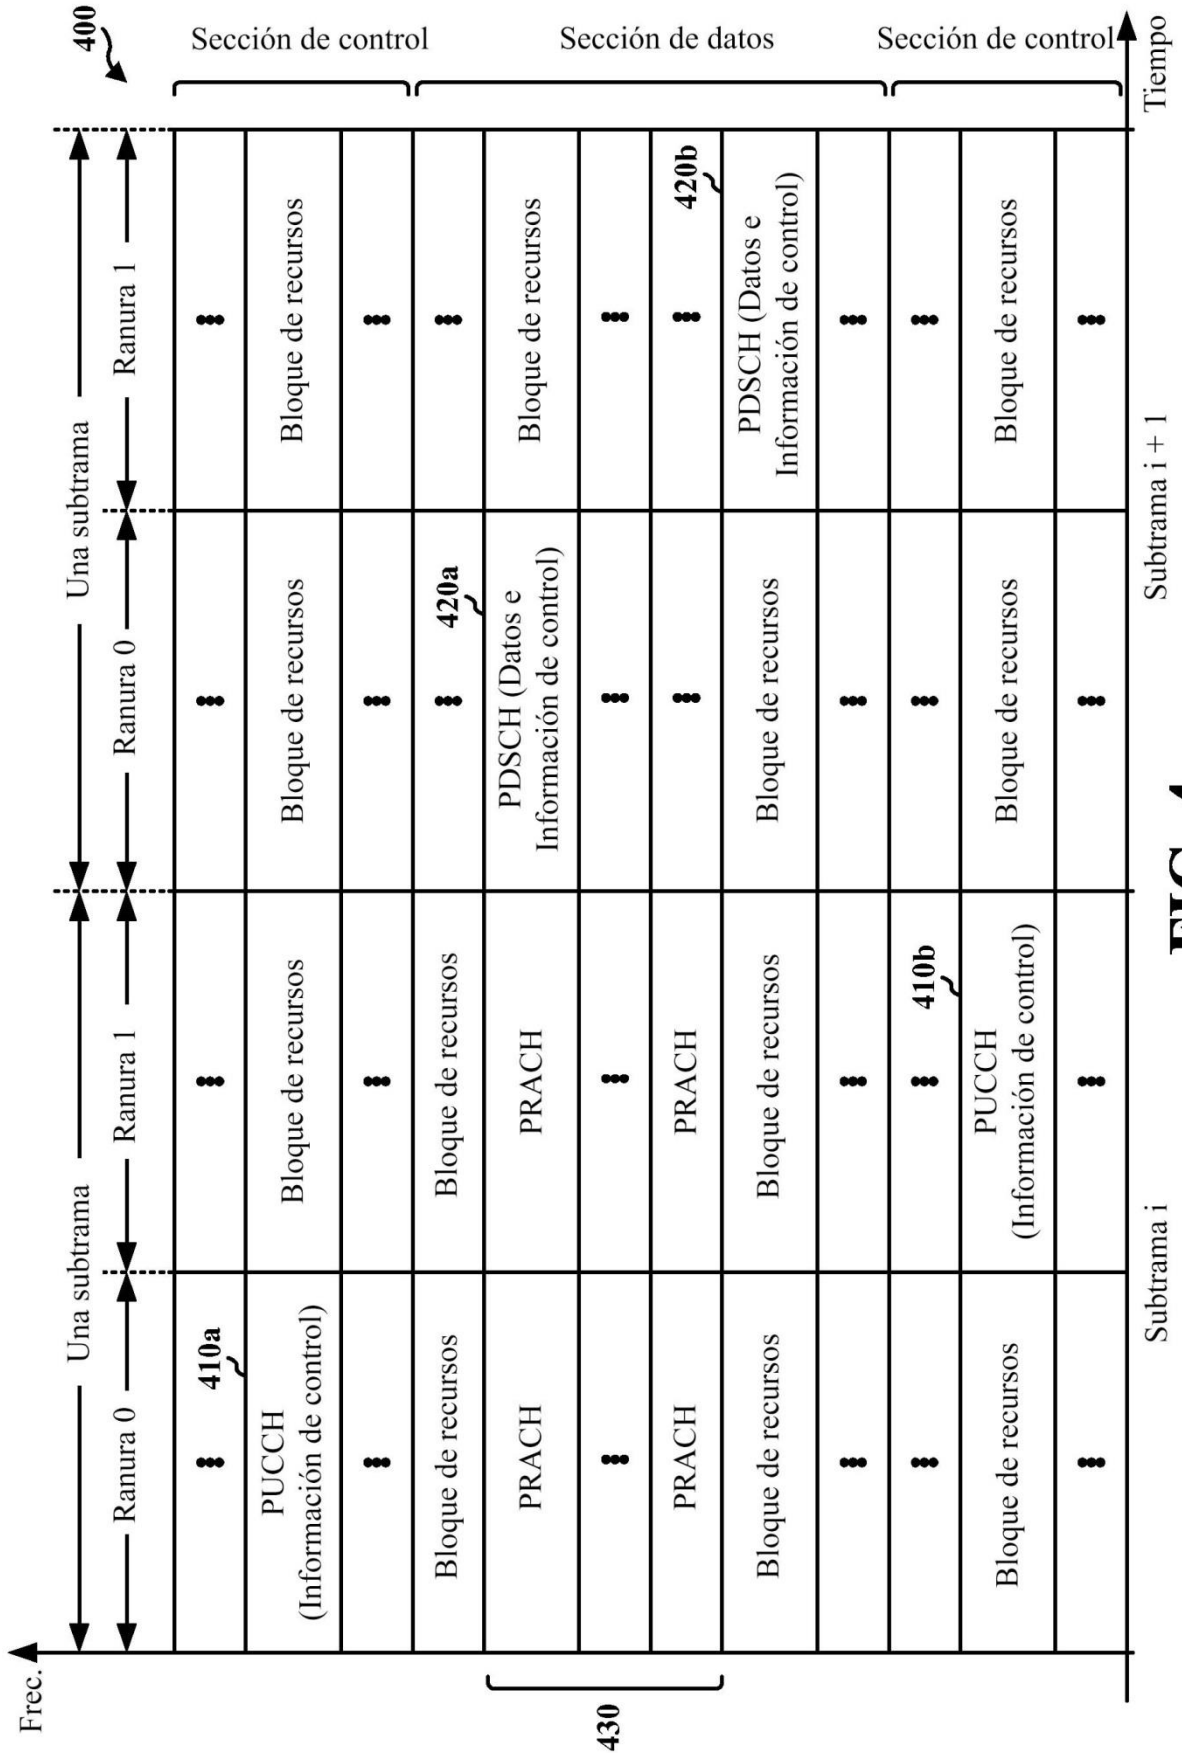 400
Frec.
Una subtrama
Una subtrama
Ranura 0
Ranura 1
Ranura 0
Ranura 1
410a
PUCCH
(Información de control)
Bloque de recursos
Bloque de recursos
Bloque de recursos
Sección de control
Bloque de recursos
Bloque de recursos
420a
430
PRACH
PRACH
PDSCH (Datos e
Información de control)
Bloque de recursos
Sección de datos
PRACH
PRACH
420b
Bloque de recursos
Bloque de recursos
Bloque de recursos
PDSCH (Datos e
Información de control)
410b
Bloque de recursos
PUCCH
(Información de control)
Bloque de recursos
Bloque de recursos
Sección de control
Subtrama i
Subtrama i + 1
Tiempo
FIG. 4